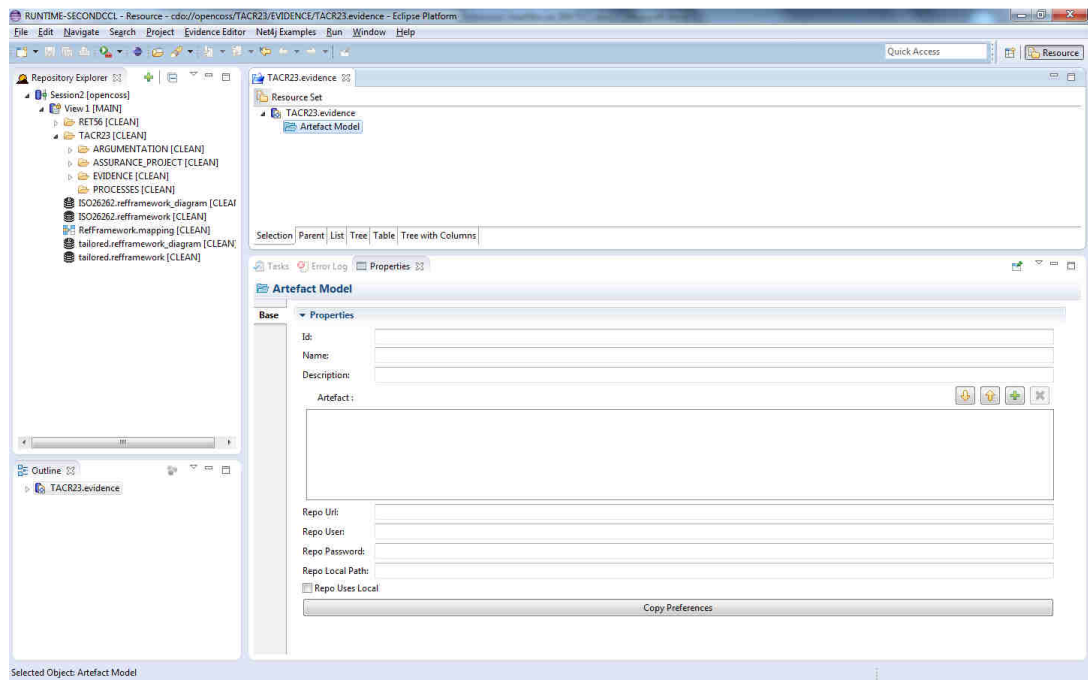 RUNTIME-SECONDCCL - Resource - cdo://opencoss/TACR23/EVIDENCE/TACR23.evidence - Eclipse Platform
File Edit Navigate Search Project Evidence Editor Net4j Examples Run Window Help
Quick Access
Resource
Repository Explorer
Session2 [opencoss]
View 1 [MAIN]
RET56 [CLEAN]
TACR23 [CLEAN]
ARGUMENTATION [CLEAN]
ASSURANCE_PROJECT [CLEAN]
EVIDENCE [CLEAN]
PROCESSES [CLEAN]
ISO26262.refframework_diagram [CLEAF
ISO26262.refframework [CLEAN]
RefFramework.mapping [CLEAN]
tailored.refframework_diagram [CLEAN]
tailored.refframework [CLEAN]
Outline
TACR23.evidence
TACR23.evidence
Resource Set
TACR23.evidence
Artefact Model
Selection Parent List Tree Table Tree with Columns
Tasks Error Log Properties
Artefact Model
Base
Properties
Id:
Name:
Description:
Artefact :
Repo Url:
Repo User:
Repo Password:
Repo Local Path:
Repo Uses Local
Copy Preferences
Selected Object: Artefact Model